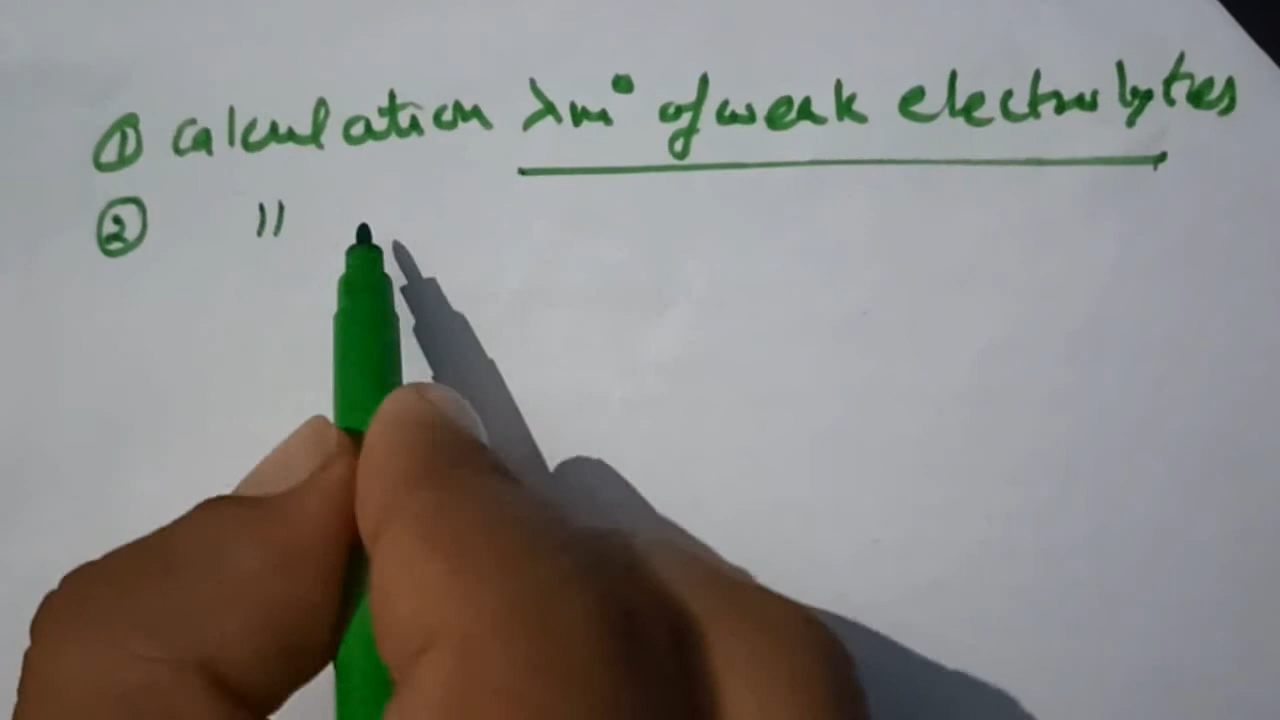 ① calculation λm° of weak electrolytes
② "